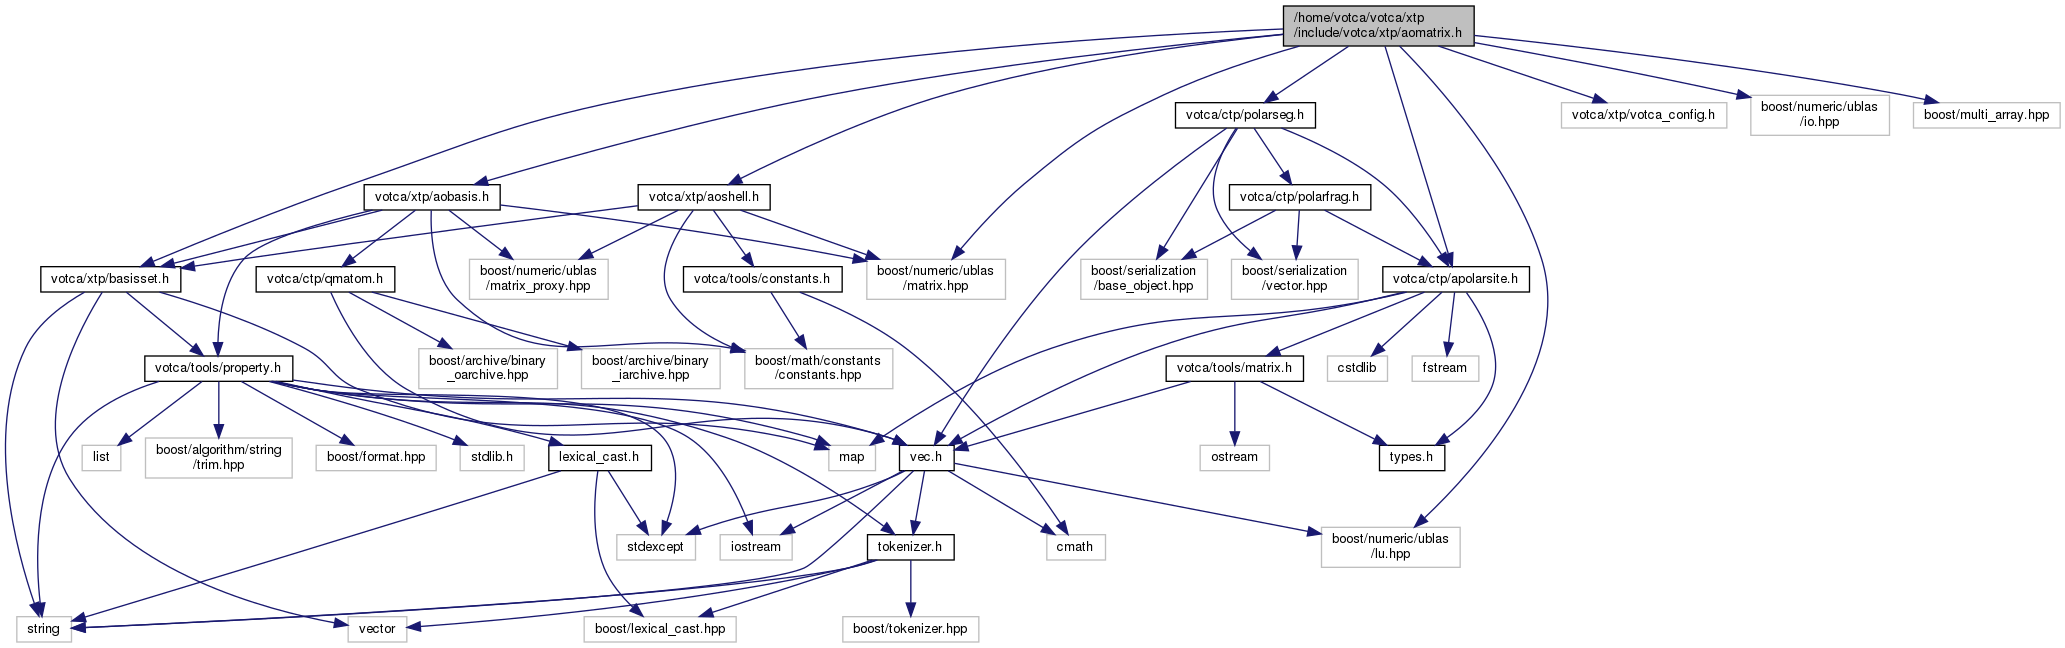 /home/votca/votca/xtp
/include/votca/xtp/aomatrix.h
votca/ctp/polarseg.h
votca/xtp/votca_config.h
boost/numeric/ublas
/io.hpp
boost/multi_array.hpp
votca/xtp/aobasis.h
votca/xtp/aoshell.h
votca/ctp/polarfrag.h
votca/xtp/basisset.h
votca/ctp/qmatom.h
boost/numeric/ublas
/matrix_proxy.hpp
votca/tools/constants.h
boost/numeric/ublas
/matrix.hpp
boost/serialization
/base_object.hpp
boost/serialization
/vector.hpp
votca/ctp/apolarsite.h
votca/tools/property.h
boost/archive/binary
_oarchive.hpp
boost/archive/binary
_iarchive.hpp
boost/math/constants
/constants.hpp
votca/tools/matrix.h
cstdlib
fstream
list
boost/algorithm/string
/trim.hpp
boost/format.hpp
stdlib.h
lexical_cast.h
map
vec.h
ostream
types.h
stdexcept
iostream
tokenizer.h
cmath
boost/numeric/ublas
/lu.hpp
string
vector
boost/lexical_cast.hpp
boost/tokenizer.hpp